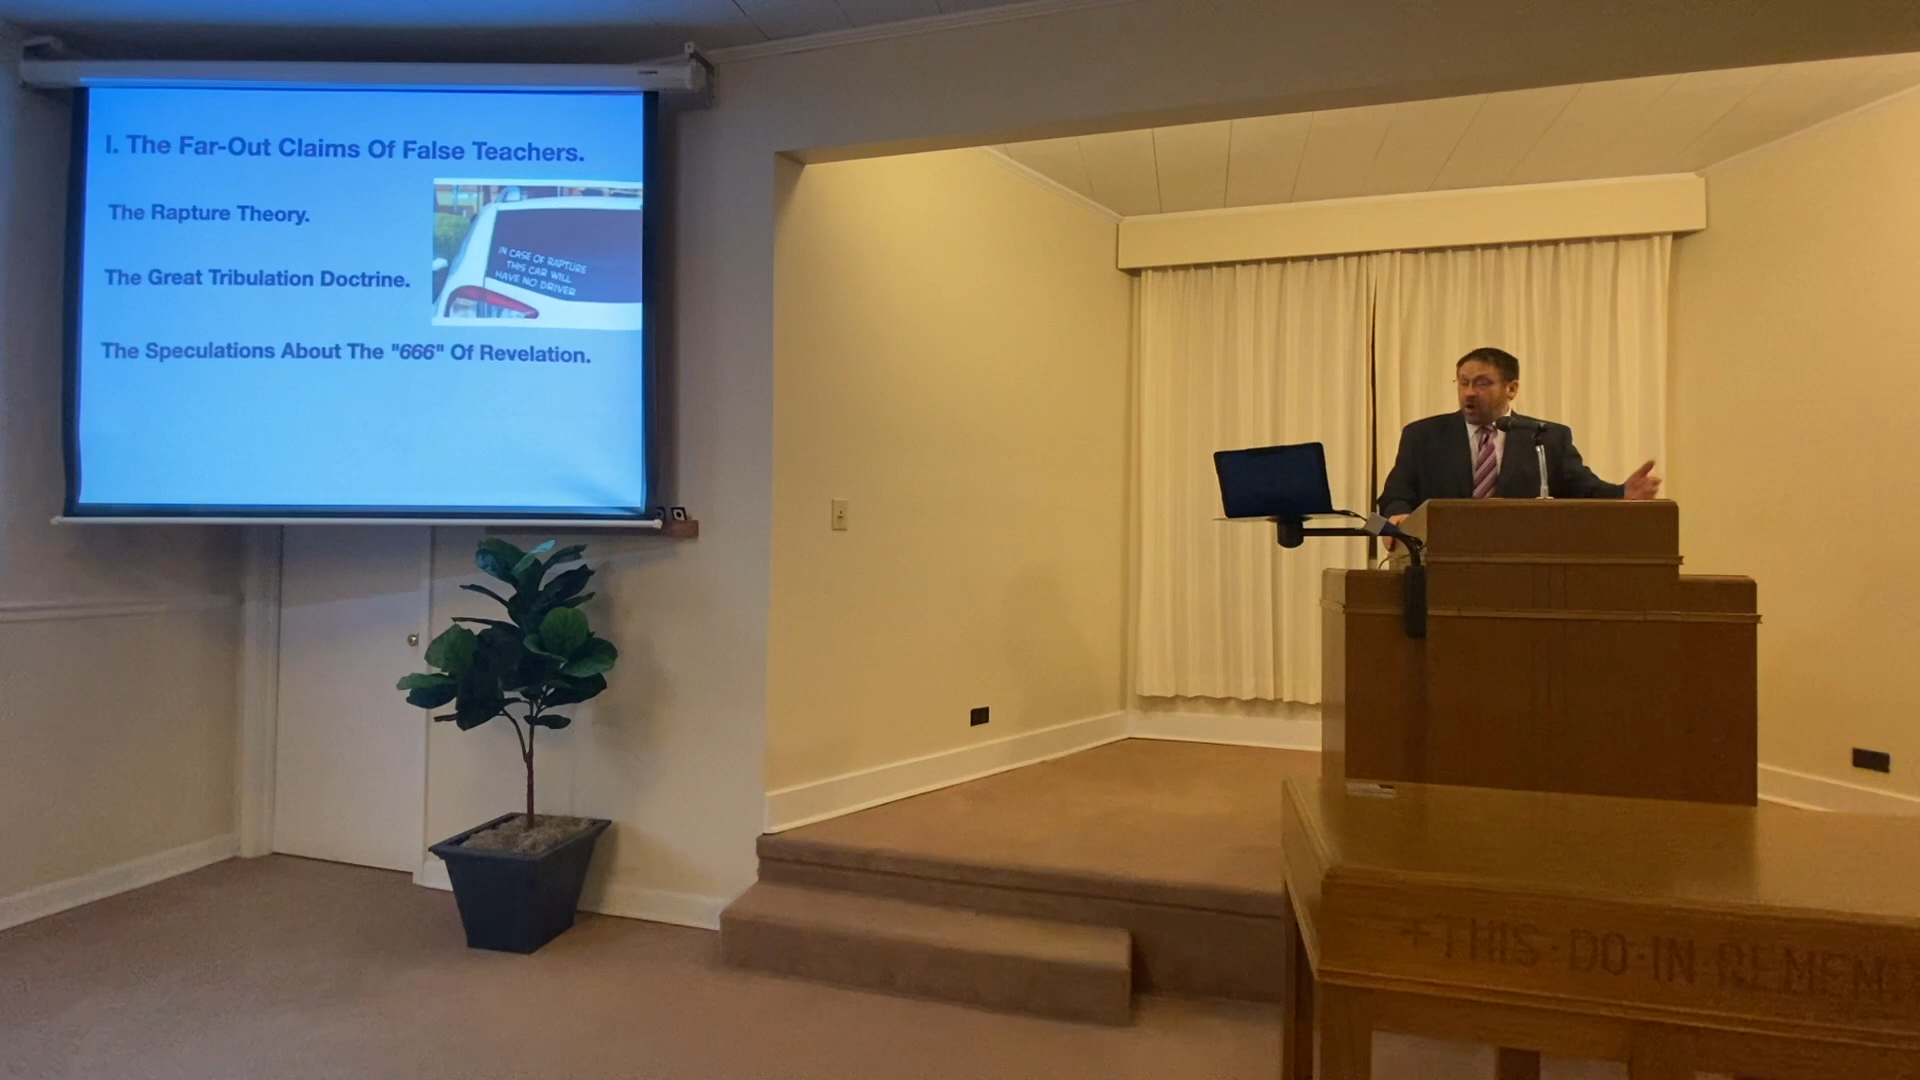 I. The Far-Out Claims Of False Teachers.
The Rapture Theory.
IN CASE OF RAPTURE
THIS CAR WILL
HAVE NO DRIVER
The Great Tribulation Doctrine.
The Speculations About The "666" Of Revelation.
+THIS·DO·IN·REMEM